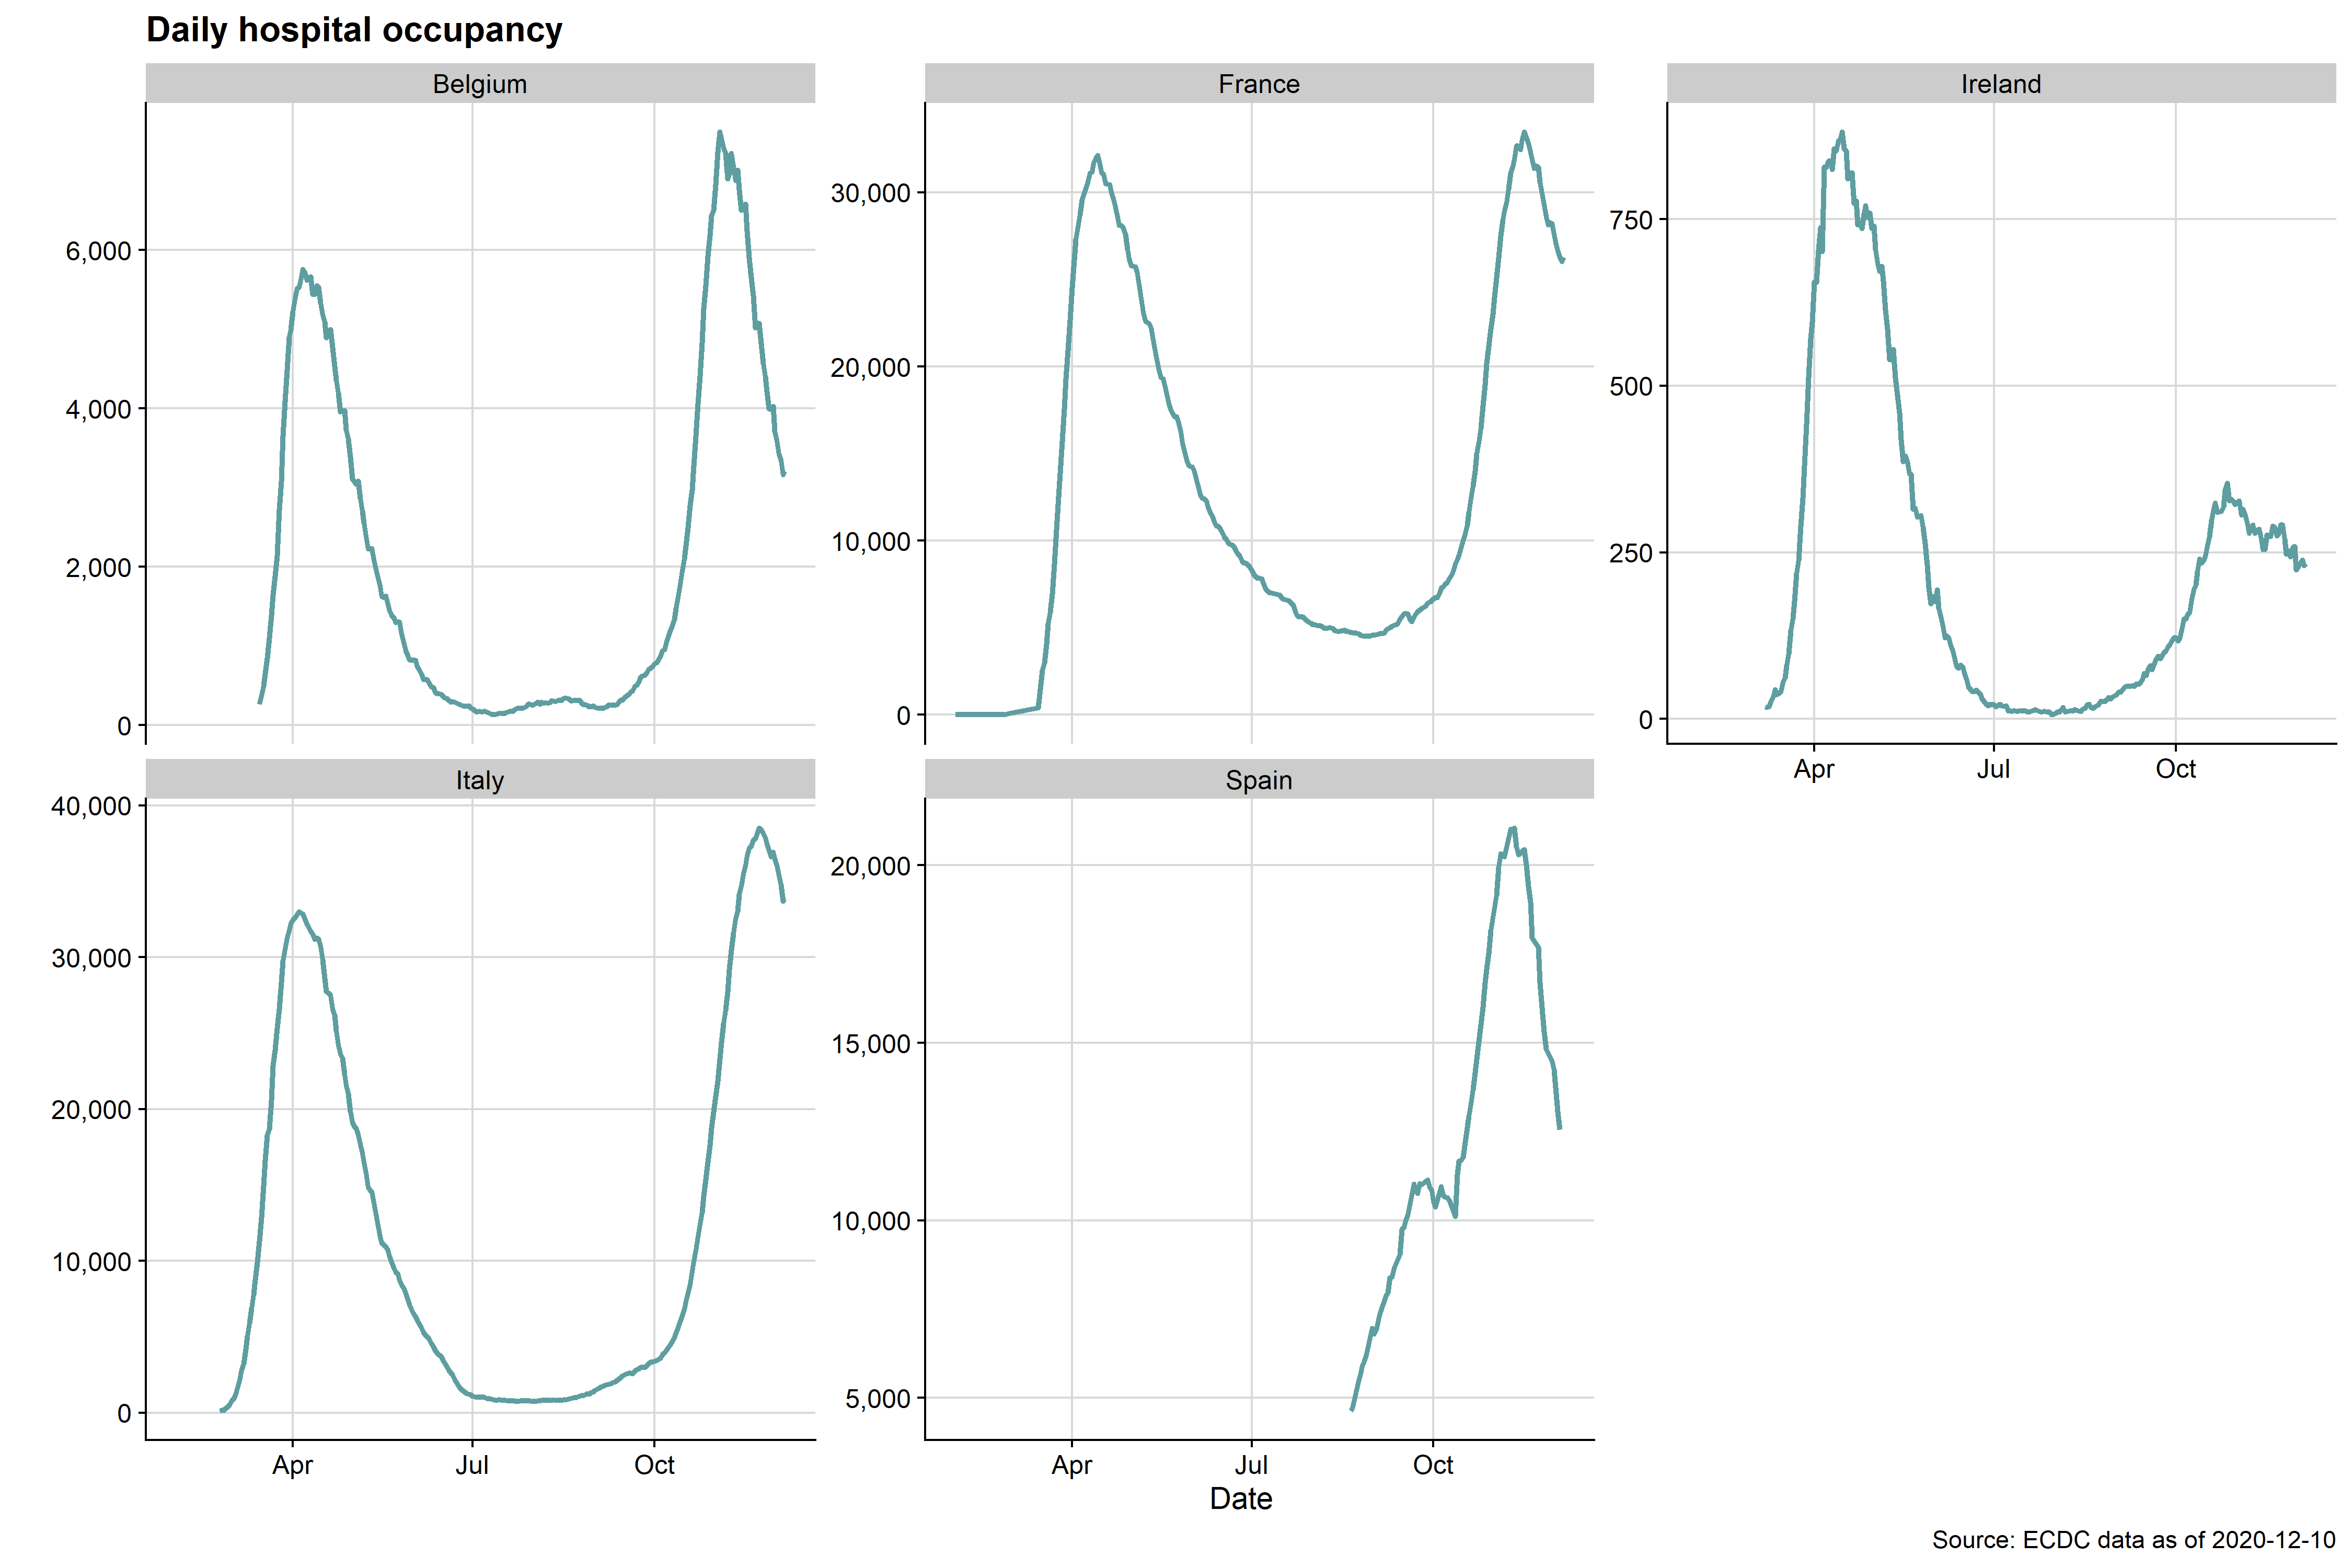 Daily hospital occupancy
Belgium
France
Ireland
6,000
4,000
2,000
0
30,000
20,000
10,000
0
750
500
250
0
Apr Jul Oct
Italy
Spain
40,000
30,000
20,000
10,000
0
20,000
15,000
10,000
5,000
Apr Jul Oct
Apr Jul Oct
Date
Source: ECDC data as of 2020-12-10